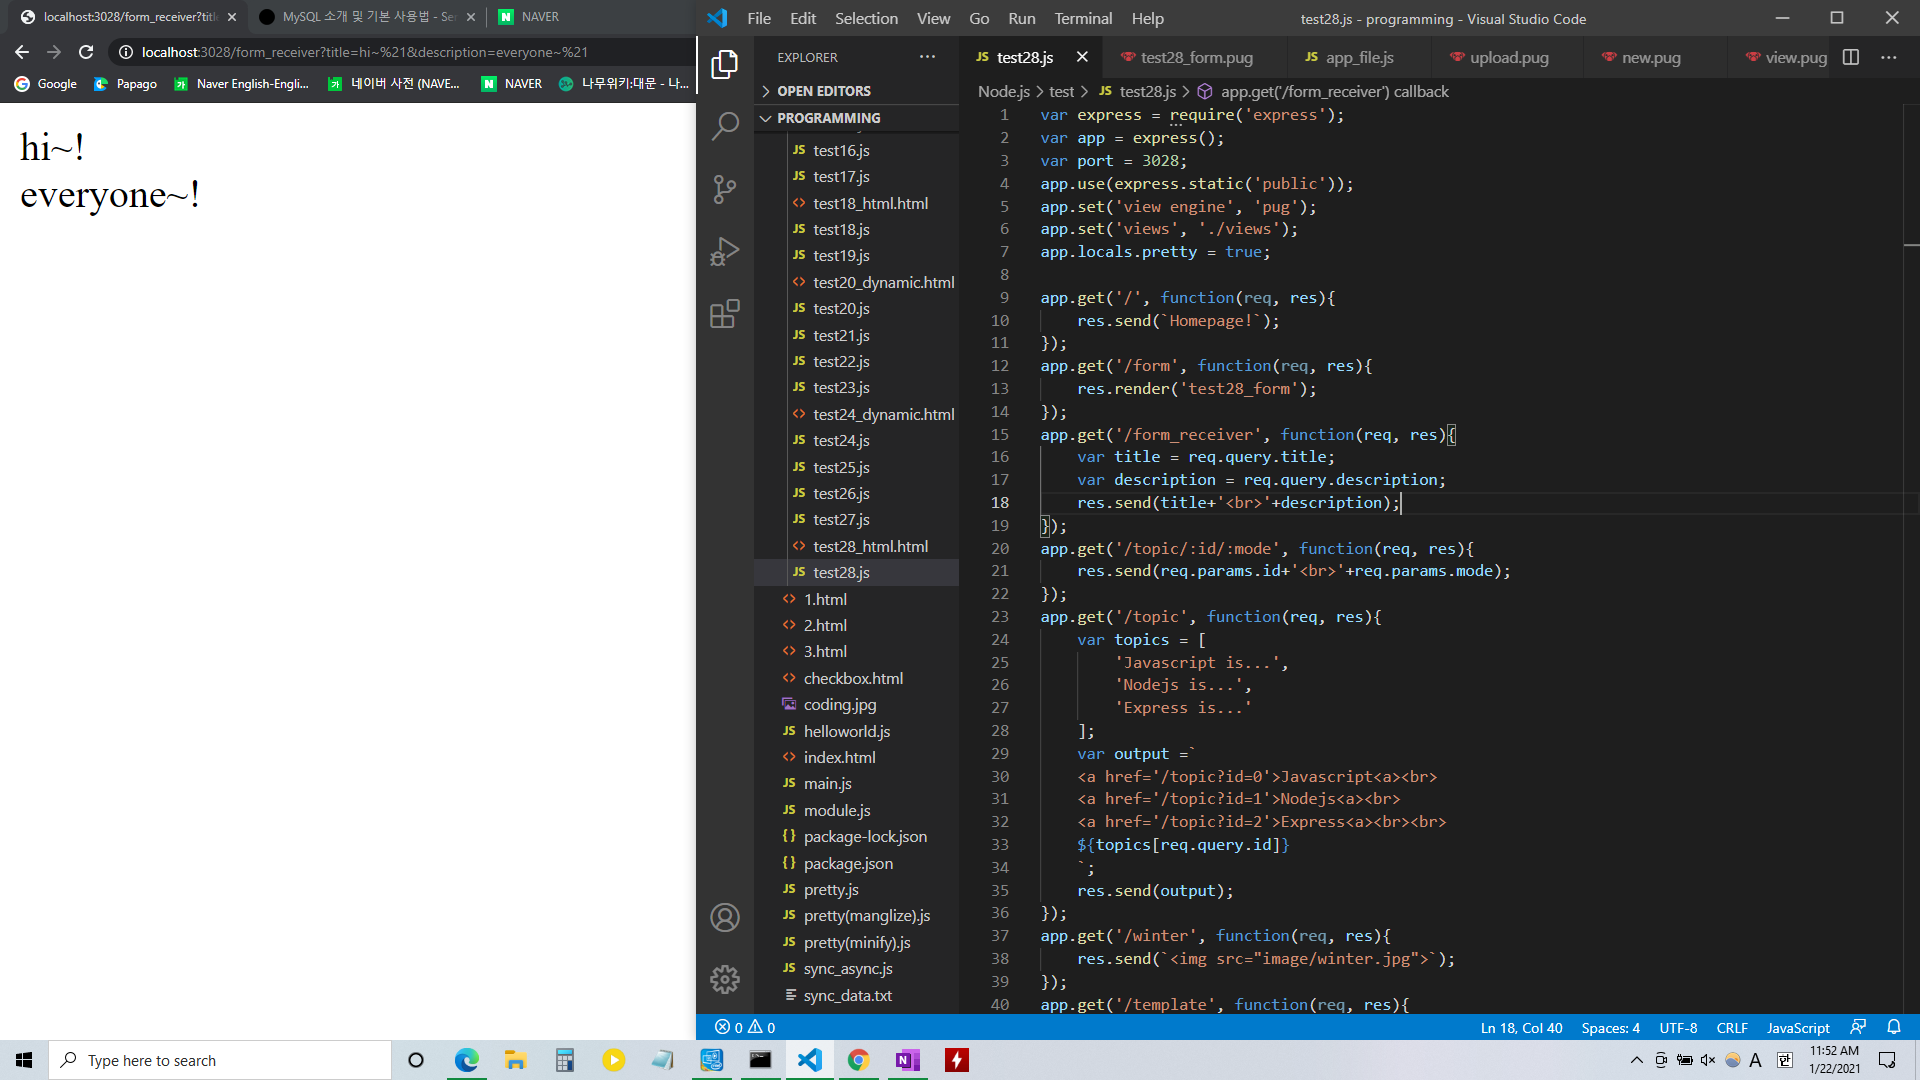 localhost:3028/form_receiver?titl
MySQL 소개 및 기본 사용법 - Ser
NAVER
localhost:3028/form_receiver?title=hi~%21&description=everyone~%21
Google
Papago
Naver English-Engli...
네이버 사전 (NAVE...
NAVER
나무위키:대문 - 나...
hi~!
everyone~!
File Edit Selection View Go Run Terminal Help
test28.js - programming - Visual Studio Code
EXPLORER
OPEN EDITORS
PROGRAMMING
test16.js
test17.js
test18_html.html
test18.js
test19.js
test20_dynamic.html
test20.js
test21.js
test22.js
test23.js
test24_dynamic.html
test24.js
test25.js
test26.js
test27.js
test28_html.html
test28.js
1.html
2.html
3.html
checkbox.html
coding.jpg
helloworld.js
index.html
main.js
module.js
package-lock.json
package.json
pretty.js
pretty(manglize).js
pretty(minify).js
sync_async.js
sync_data.txt
JS test28.js
test28_form.pug
JS app_file.js
upload.pug
new.pug
view.pug
Node.js > test > JS test28.js > app.get('/form_receiver') callback
1 var express = require('express');
2 var app = express();
3 var port = 3028;
4 app.use(express.static('public'));
5 app.set('view engine', 'pug');
6 app.set('views', './views');
7 app.locals.pretty = true;
8
9 app.get('/', function(req, res){
10 res.send(`Homepage!`);
11 });
12 app.get('/form', function(req, res){
13 res.render('test28_form');
14 });
15 app.get('/form_receiver', function(req, res){
16 var title = req.query.title;
17 var description = req.query.description;
18 res.send(title+'<br>'+description);
19 });
20 app.get('/topic/:id/:mode', function(req, res){
21 res.send(req.params.id+'<br>'+req.params.mode);
22 });
23 app.get('/topic', function(req, res){
24 var topics = [
25 'Javascript is...',
26 'Nodejs is...',
27 'Express is...'
28 ];
29 var output =`
30 <a href='/topic?id=0'>Javascript<a><br>
31 <a href='/topic?id=1'>Nodejs<a><br>
32 <a href='/topic?id=2'>Express<a><br><br>
33 ${topics[req.query.id]}
34 `;
35 res.send(output);
36 });
37 app.get('/winter', function(req, res){
38 res.send(`<img src="image/winter.jpg">`);
39 });
40 app.get('/template', function(req, res){
0 0
Ln 18, Col 40 Spaces: 4 UTF-8 CRLF JavaScript
Type here to search
A 한
11:52 AM
1/22/2021